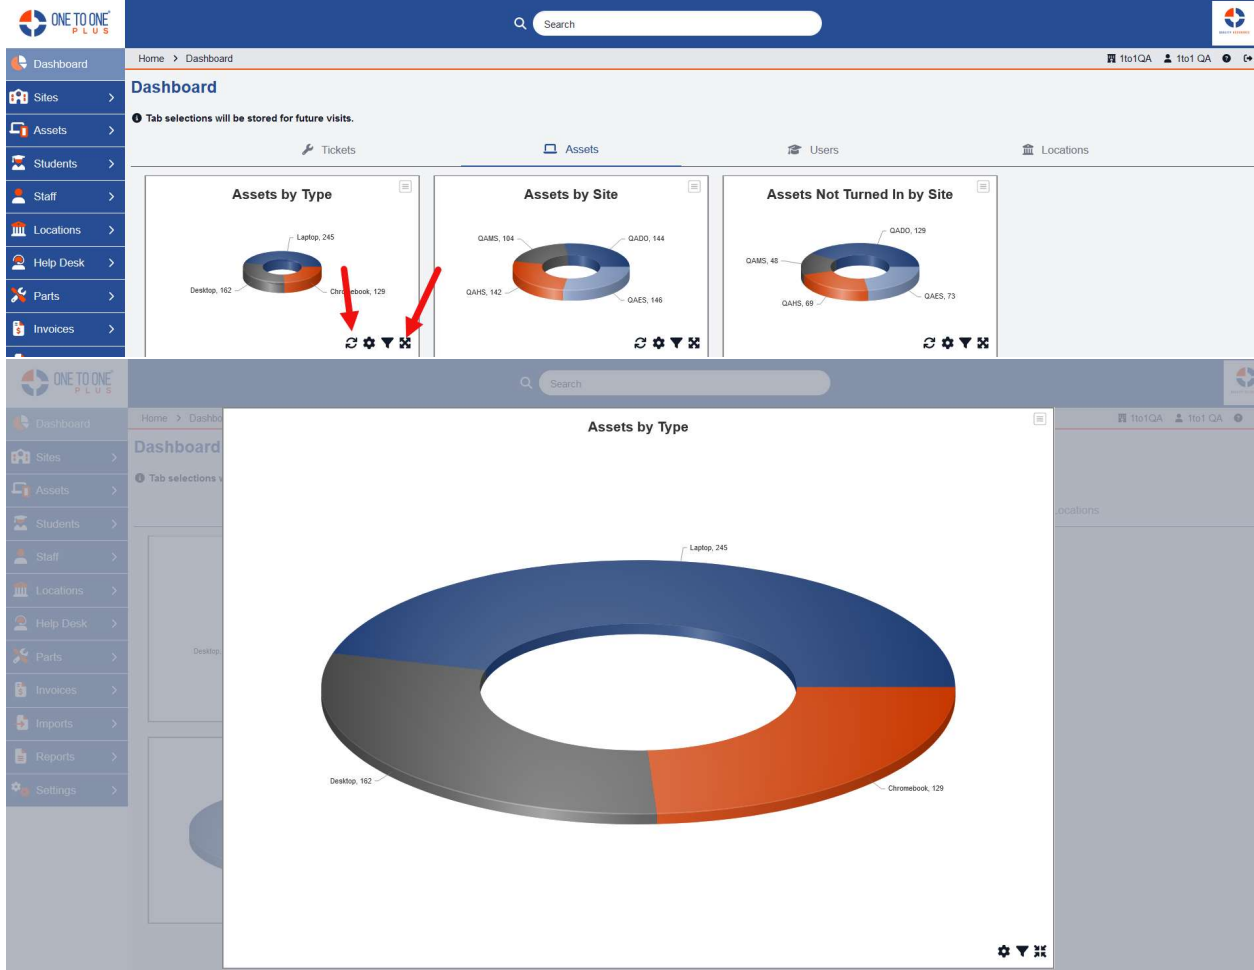 ONE TO ONE
PLUS
Search
Dashboard
Home > Dashboard
1to1QA 1to1 QA
Sites
Dashboard
Tab selections will be stored for future visits.
Assets
Tickets
Assets
Users
Locations
Students
Staff
Locations
Help Desk
Parts
Invoices
Assets by Type
Laptop, 245
Desktop, 162
Chromebook, 129
Assets by Site
QAMS, 104
QADO, 144
QAHS, 142
QAES, 146
Assets Not Turned In by Site
QADO, 129
QAMS, 48
QAHS, 69
QAES, 73
ONE TO ONE
PLUS
Search
Dashboard
Home > Dashbo
1to1QA 1to1 QA
Sites
Dashboard
Tab selections v
Assets
Students
Staff
Locations
Help Desk
Parts
Invoices
Imports
Reports
Settings
ocations
Desktop,
Assets by Type
Laptop, 245
Desktop, 162
Chromebook, 129